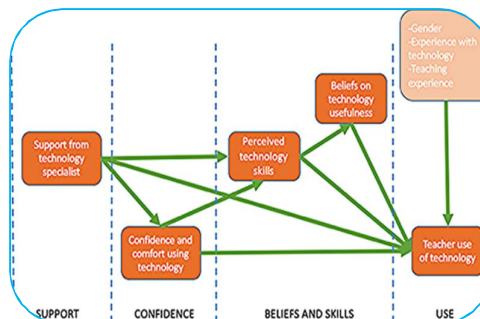 -Gender
-Experience with
technology
-Teaching
experience
Beliefs on
technology
usefulness
Support from
technology
specialist
Perceived
technology
skills
Confidence and
comfort using
technology
Teacher use
of technology
SUPPORT
CONFIDENCE
BELIEFS AND SKILLS
USE